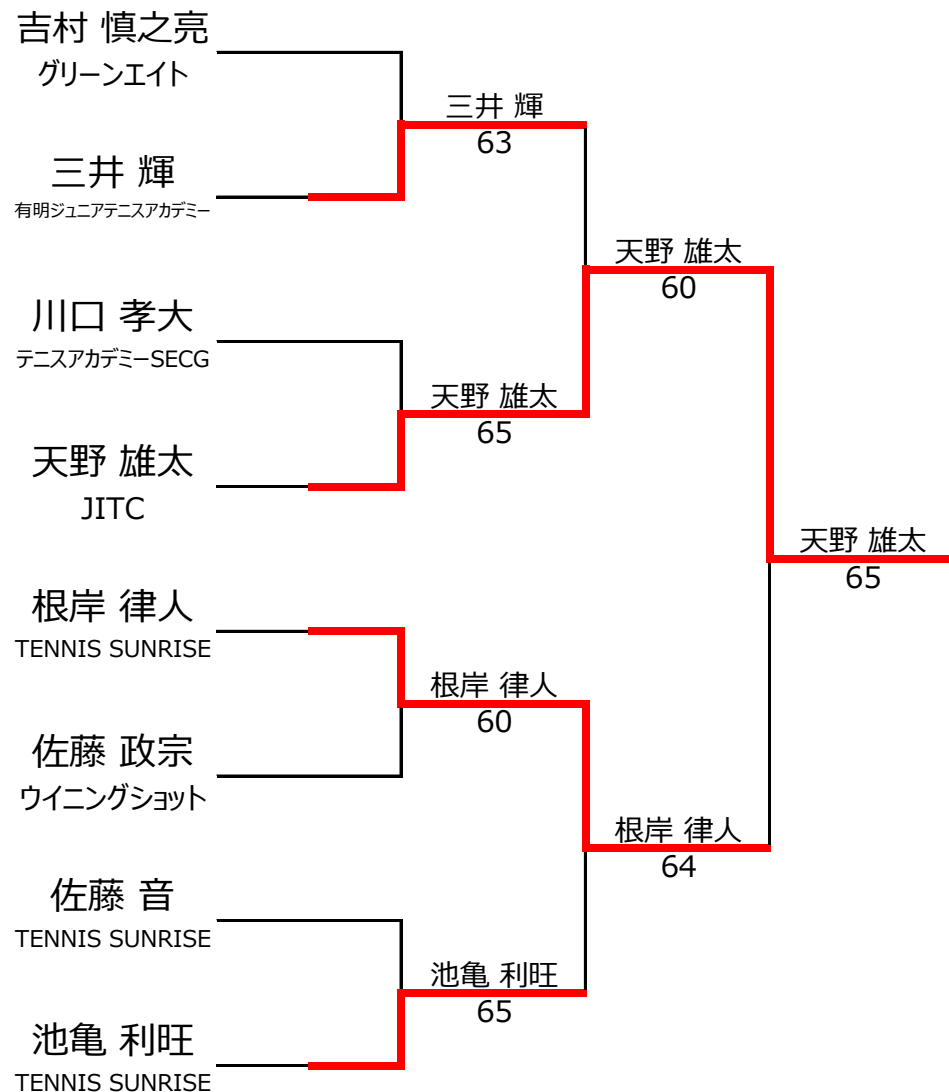 吉村 慎之亮
グリーンエイト
三井 輝
63
三井 輝
有明ジュニアテニスアカデミー
天野 雄太
60
川口 孝大
テニスアカデミーSECG
天野 雄太
65
天野 雄太
JITC
天野 雄太
65
根岸 律人
TENNIS SUNRISE
根岸 律人
60
佐藤 政宗
ウイニングショット
根岸 律人
64
佐藤 音
TENNIS SUNRISE
池亀 利旺
65
池亀 利旺
TENNIS SUNRISE